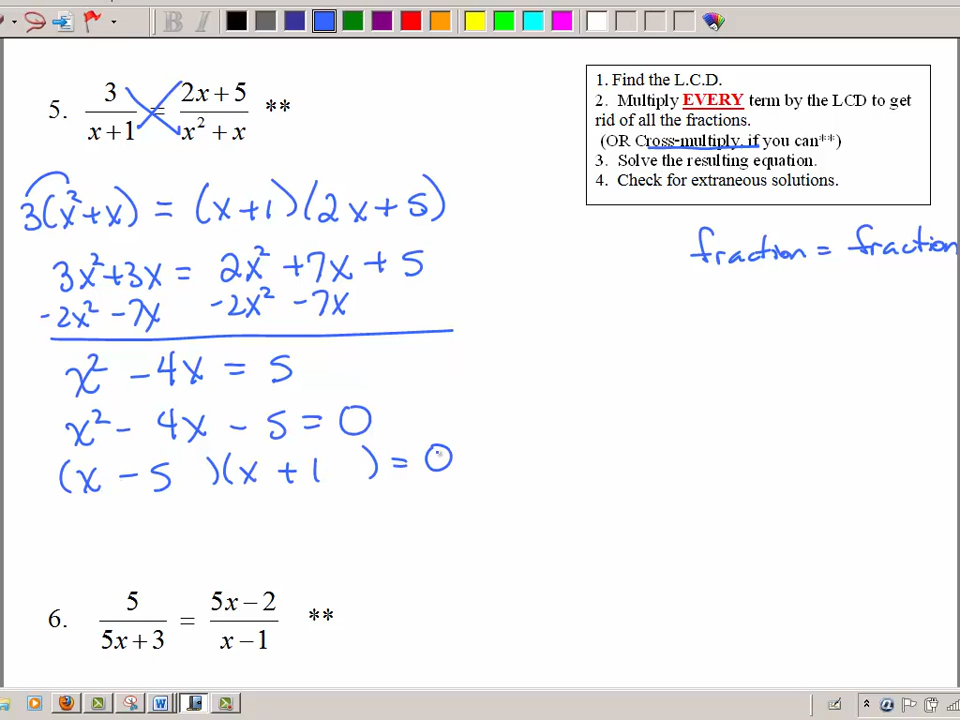 5. 3/(x+1) = (2x+5)/(x² + x) **
1. Find the L.C.D.
2. Multiply EVERY term by the LCD to get
rid of all the fractions.
(OR Cross-multiply, if you can**)
3. Solve the resulting equation.
4. Check for extraneous solutions.
3(x²+x) = (x+1)(2x+5)
fraction = fraction
3x²+3x = 2x² +7x + 5
-2x² -7x -2x² -7x
x² - 4x = 5
x² - 4x - 5 = 0
(x - 5 )(x + 1 ) = 0
6. 5/(5x+3) = (5x-2)/(x-1) **